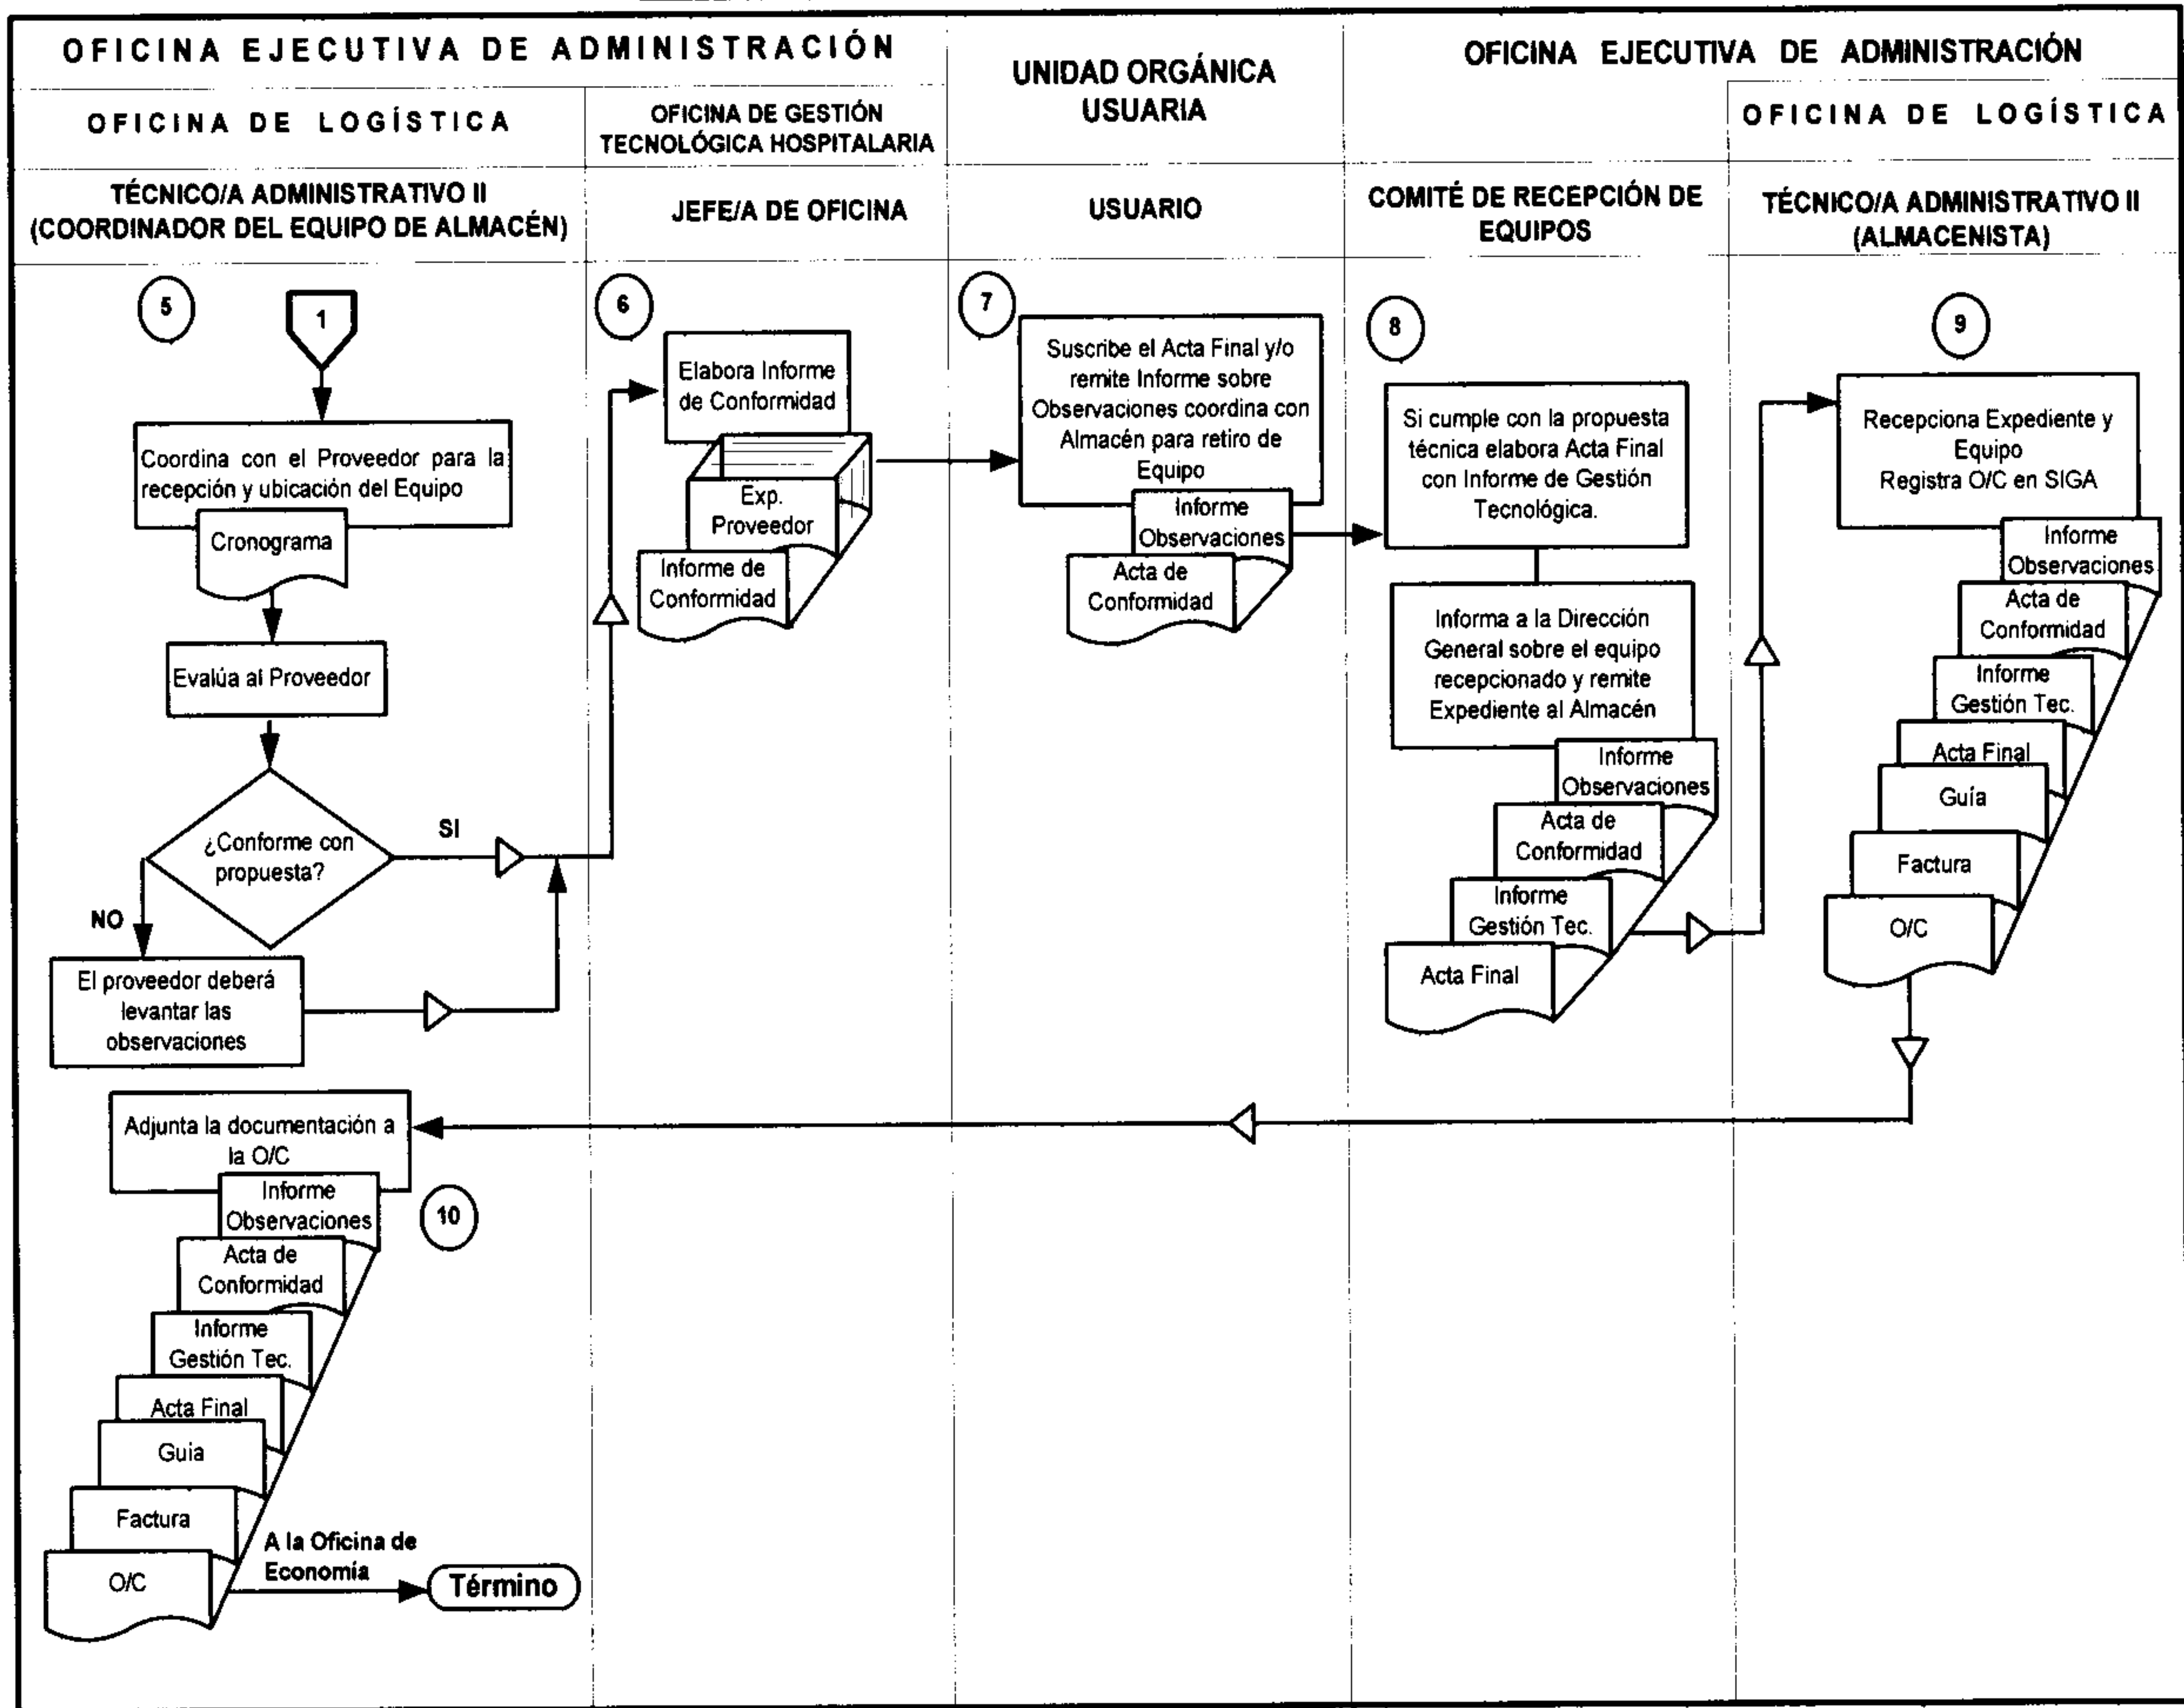 OFICINA EJECUTIVA DE ADMINISTRACIÓN
OFICINA DE LOGÍSTICA
OFICINA DE GESTIÓN
TECNOLÓGICA HOSPITALARIA
UNIDAD ORGÁNICA
USUARIA
OFICINA EJECUTIVA DE ADMINISTRACIÓN
OFICINA DE LOGÍSTICA
TÉCNICO/A ADMINISTRATIVO II
(COORDINADOR DEL EQUIPO DE ALMACÉN)
JEFE/A DE OFICINA
USUARIO
COMITÉ DE RECEPCIÓN DE
EQUIPOS
TÉCNICO/A ADMINISTRATIVO II
(ALMACENISTA)
5
1
Coordina con el Proveedor para la
recepción y ubicación del Equipo
Cronograma
Evalúa al Proveedor
¿Conforme con
propuesta?
SI
NO
El proveedor deberá
levantar las
observaciones
6
Elabora Informe
de Conformidad
Exp.
Proveedor
Informe de
Conformidad
7
Suscribe el Acta Final y/o
remite Informe sobre
Observaciones coordina con
Almacén para retiro de
Equipo
Informe
Observaciones
Acta de
Conformidad
8
Si cumple con la propuesta
técnica elabora Acta Final
con Informe de Gestión
Tecnológica.
Informa a la Dirección
General sobre el equipo
recepcionado y remite
Expediente al Almacén
Informe
Observaciones
Acta de
Conformidad
Informe
Gestión Tec.
Acta Final
9
Recepciona Expediente y
Equipo
Registra O/C en SIGA
Informe
Observaciones
Acta de
Conformidad
Informe
Gestión Tec.
Acta Final
Guía
Factura
O/C
Adjunta la documentación a
la O/C
10
Informe
Observaciones
Acta de
Conformidad
Informe
Gestión Tec.
Acta Final
Guia
Factura
O/C
A la Oficina de
Economía
Término